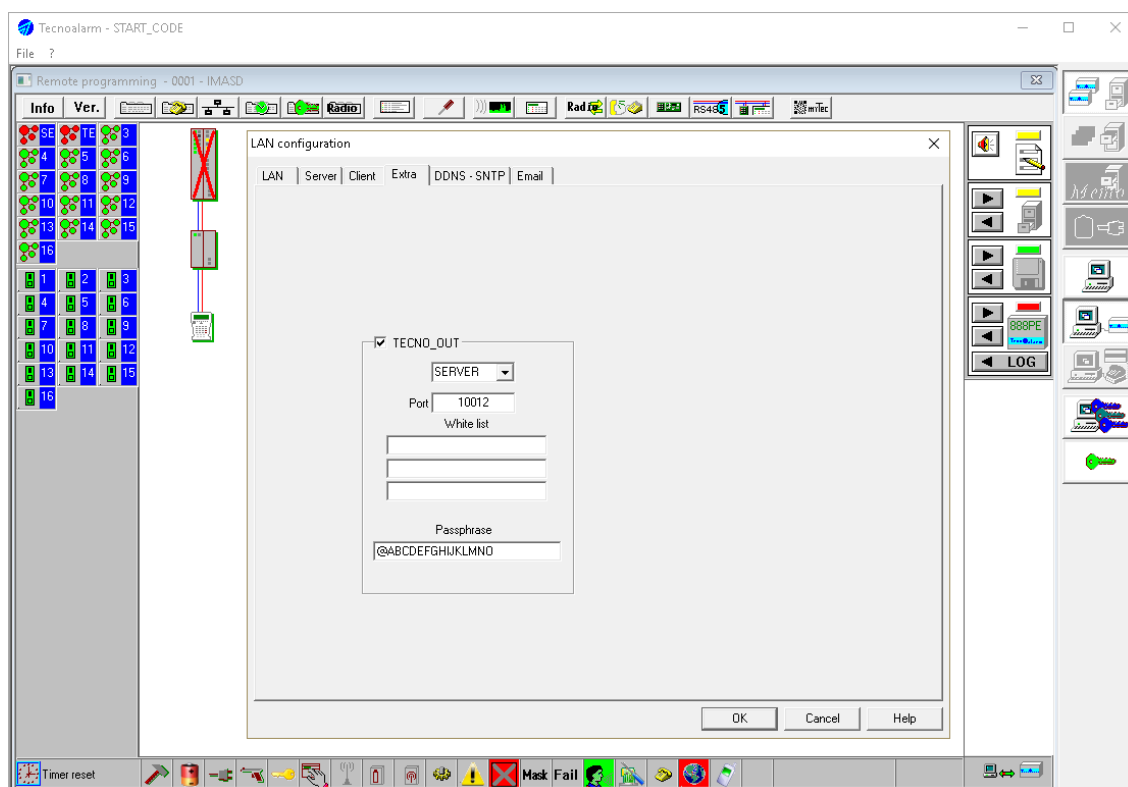 Tecnoalarm - START_CODE
File ?
Remote programming - 0001 - IMASD
Info Ver. Radio Radio RS485 mTec
SE TE 3
4 5 6
7 8 9
10 11 12
13 14 15
16
1 2 3
4 5 6
7 8 9
10 11 12
13 14 15
16
LAN configuration
LAN Server Client Extra DDNS - SNTP Email
TECNO_OUT
SERVER
Port 10012
White list
Passphrase
@ABCDEFGHIJKLMNO
OK Cancel Help
888PE
LOG
Memo
Timer reset
Mask Fail